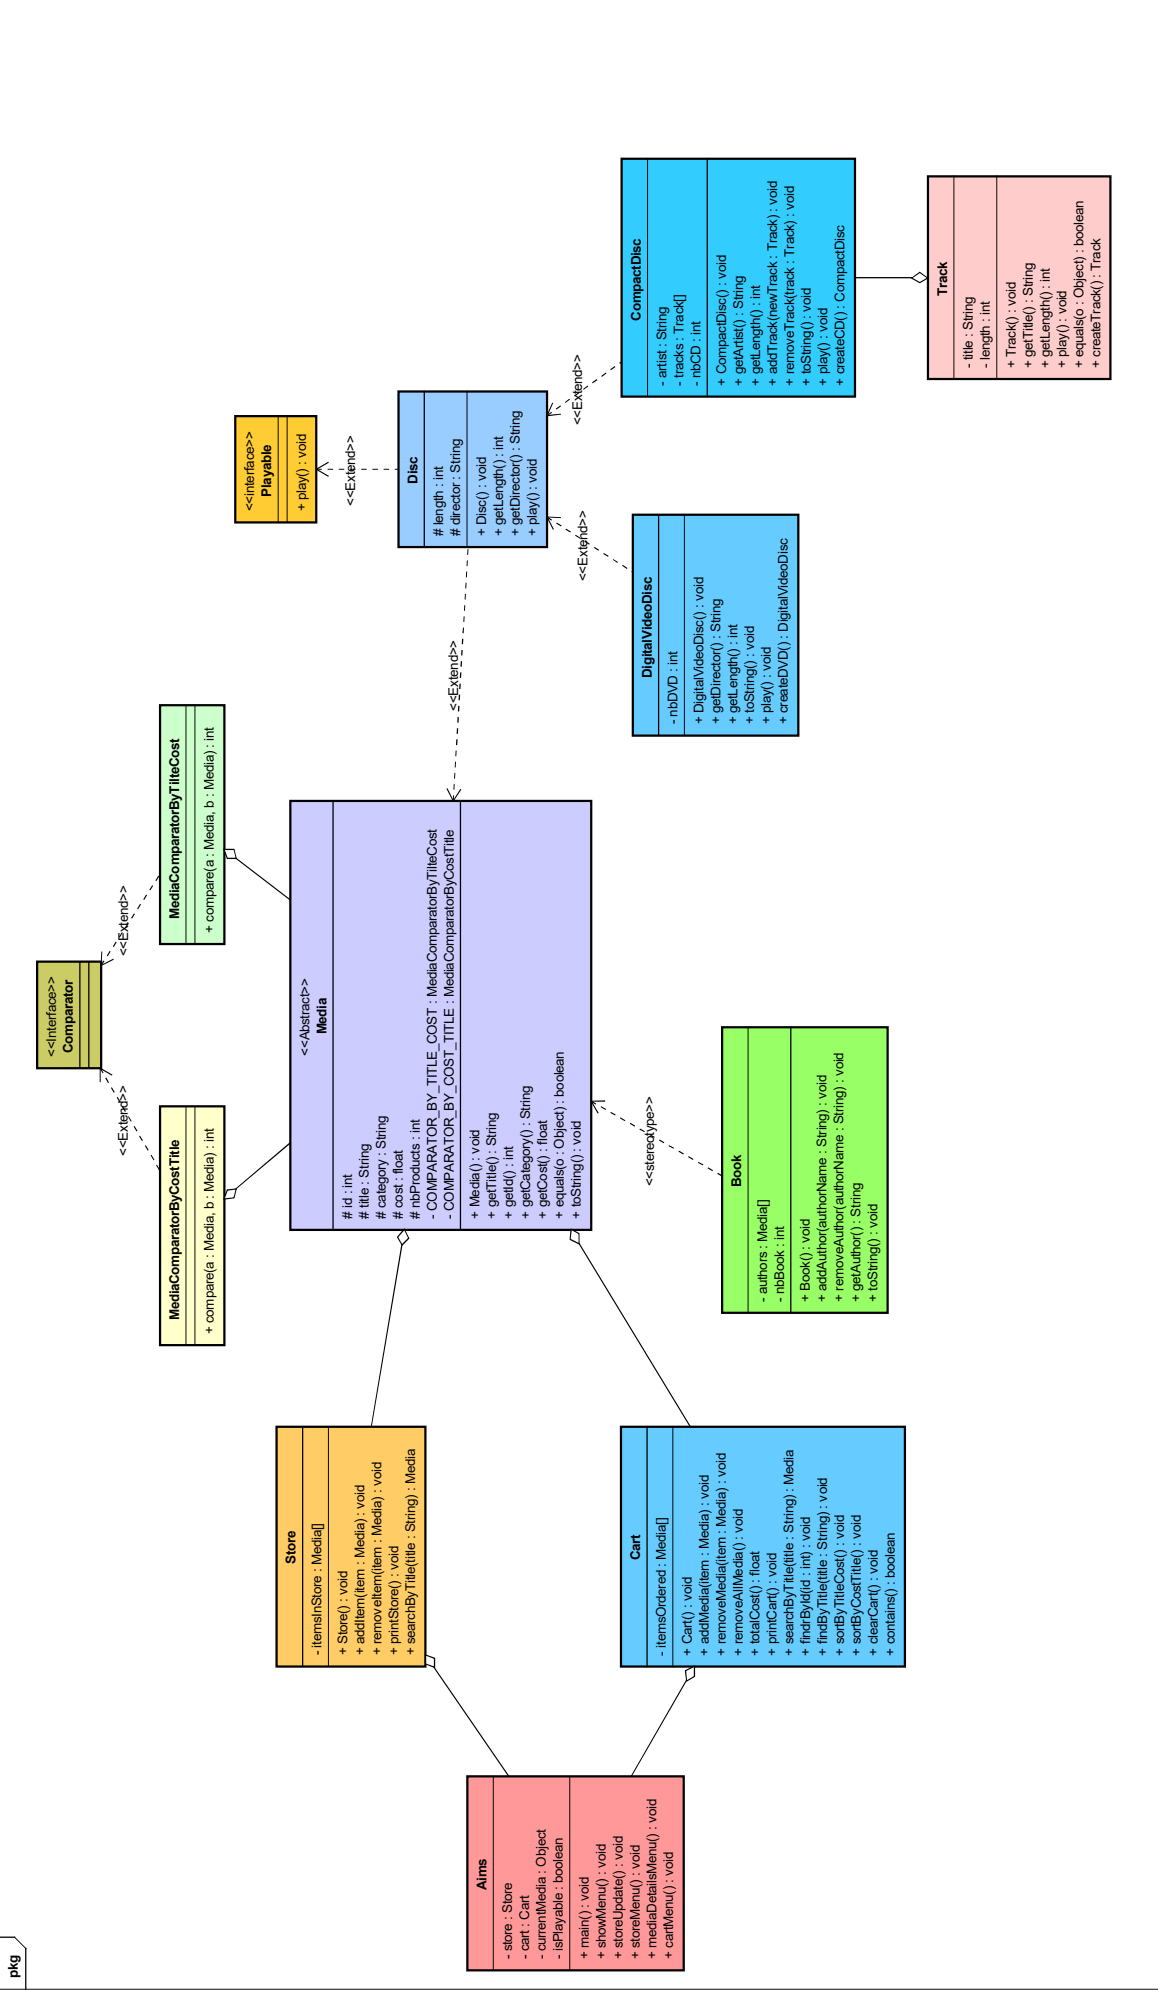 pkg
Aims
- store : Store
- cart : Cart
- currentMedia : Object
- isPlayable : boolean
+ main() : void
+ showMenu() : void
+ storeUpdate() : void
+ storeMenu() : void
+ mediaDetailsMenu() : void
+ cartMenu() : void
Store
- itemsInStore : Media[]
+ Store() : void
+ addItem(item : Media) : void
+ removeItem(item : Media) : void
+ printStore() : void
+ searchByTitle(title : String) : Media
Cart
- itemsOrdered : Media[]
+ Cart() : void
+ addMedia(item : Media) : void
+ removeMedia(item : Media) : void
+ removeAllMedia() : void
+ totalCost() : float
+ printCart() : void
+ searchByTitle(title : String) : Media
+ findrById(id : int) : void
+ findByTitle(title : String) : void
+ sortByTitleCost() : void
+ sortByCostTitle() : void
+ clearCart() : void
+ contains() : boolean
<<Interface>>
Comparator
<<Extend>>
<<Extend>>
MediaComparatorByCostTitle
+ compare(a : Media, b : Media) : int
MediaComparatorByTilteCost
+ compare(a : Media, b : Media) : int
<<Abstract>>
Media
# id : int
# title : String
# category : String
# cost : float
# nbProducts : int
- COMPARATOR_BY_TITLE_COST : MediaComparatorByTilteCost
- COMPARATOR_BY_COST_TITLE : MediaComparatorByCostTitle
+ Media() : void
+ getTitle() : String
+ getId() : int
+ getCategory() : String
+ getCost() : float
+ equals(o : Object) : boolean
+ toString() : void
<<stereotype>>
Book
- authors : Media[]
- nbBook : int
+ Book() : void
+ addAuthor(authorName : String) : void
+ removeAuthor(authorName : String) : void
+ getAuthor() : String
+ toString() : void
<<interface>>
Playable
+ play() : void
<<Extend>>
<<Extend>>
Disc
# length : int
# director : String
+ Disc() : void
+ getLength() : int
+ getDirector() : String
+ play() : void
<<Extend>>
<<Extend>>
DigitalVideoDisc
- nbDVD : int
+ DigitalVideoDisc() : void
+ getDirector() : String
+ getLength() : int
+ toString() : void
+ play() : void
+ createDVD() : DigitalVideoDisc
CompactDisc
- artist : String
- tracks : Track[]
- nbCD : int
+ CompactDisc() : void
+ getArtist() : String
+ getLength() : int
+ addTrack(newTrack : Track) : void
+ removeTrack(track : Track) : void
+ toString() : void
+ play() : void
+ createCD() : CompactDisc
Track
- title : String
- length : int
+ Track() : void
+ getTitle() : String
+ getLength() : int
+ play() : void
+ equals(o : Object) : boolean
+ createTrack() : Track